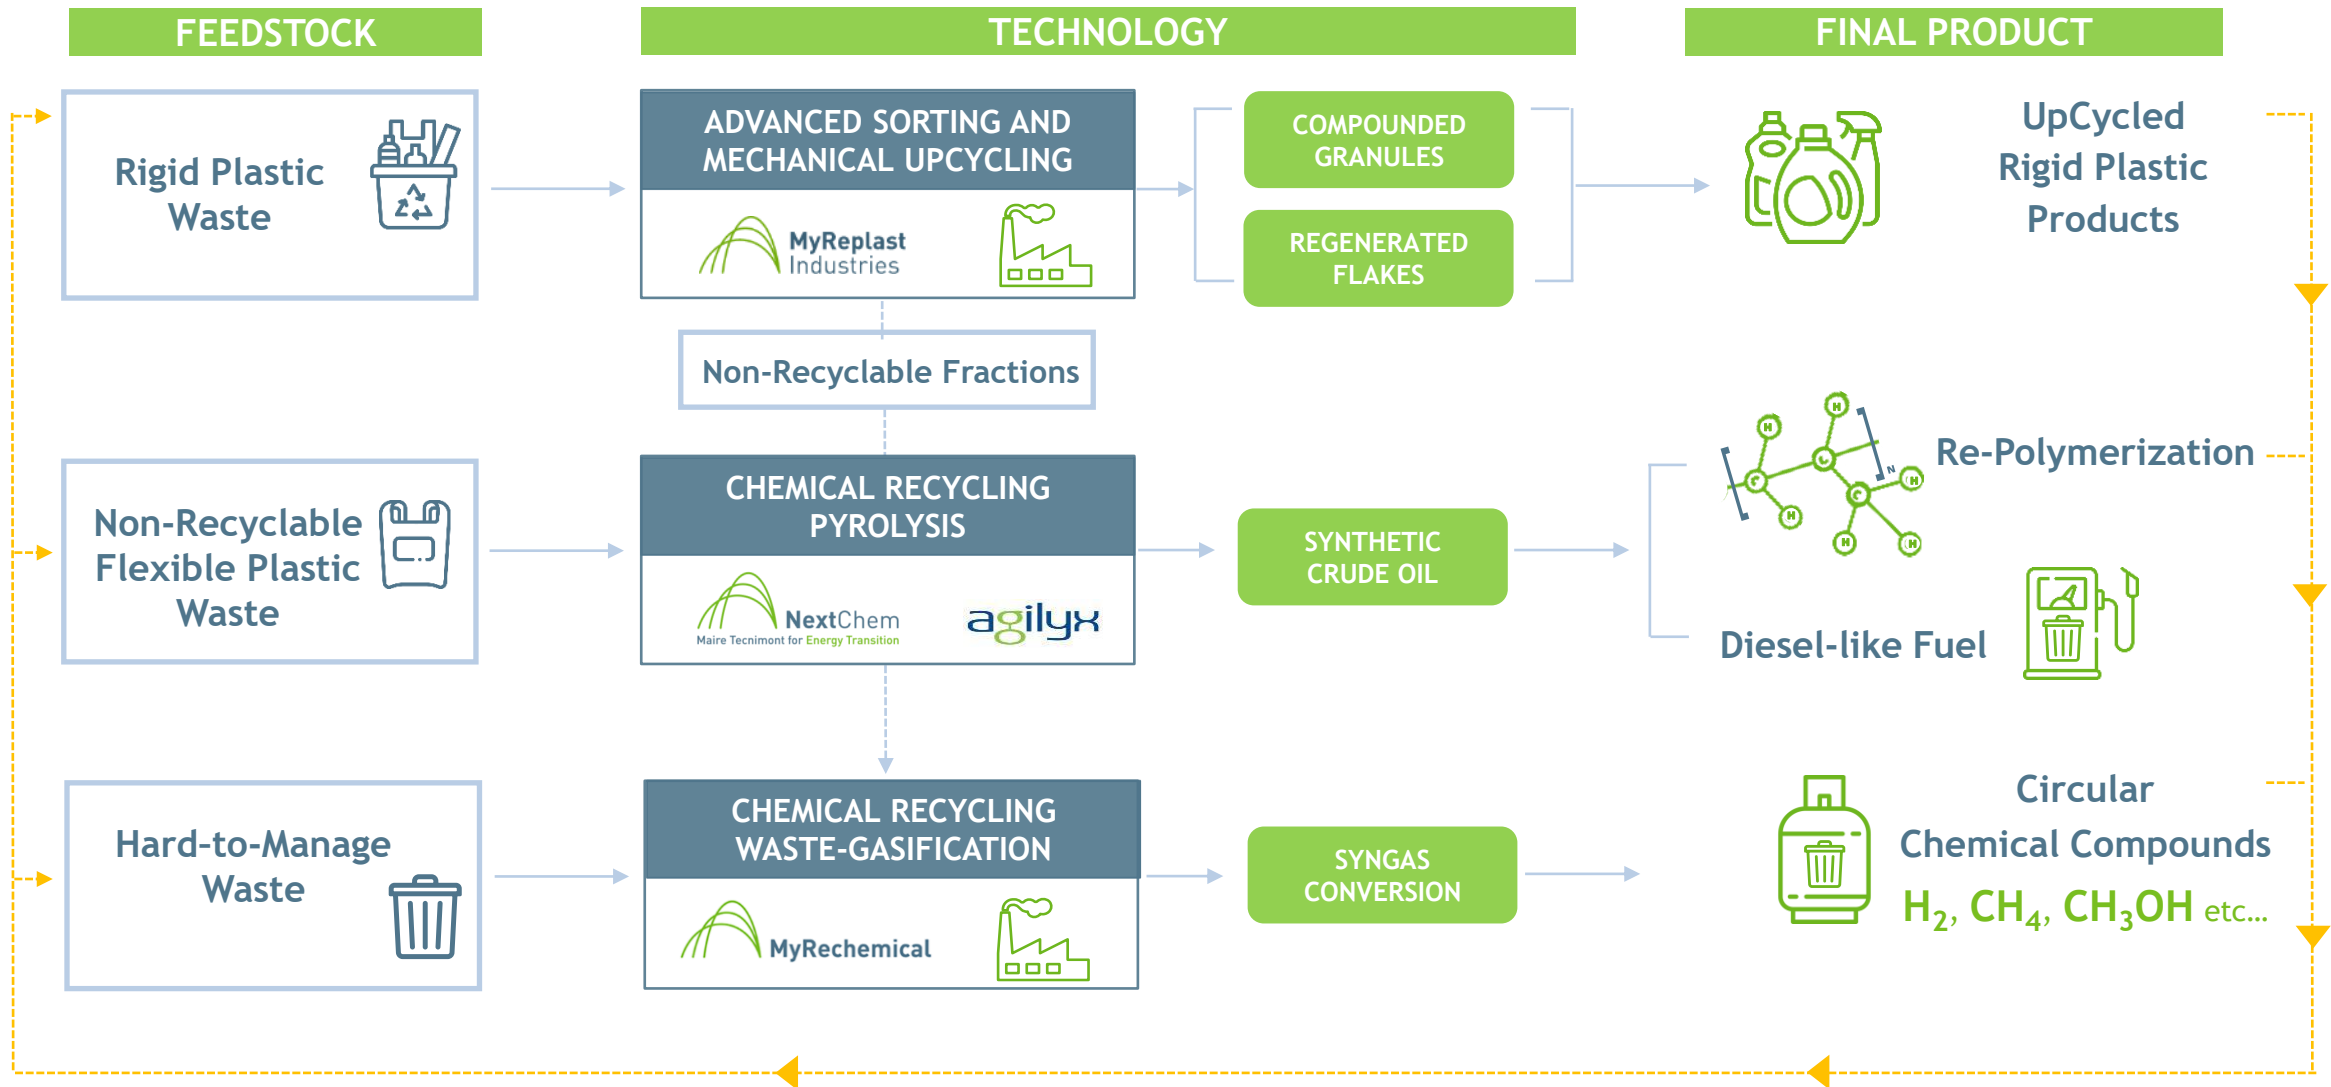 FEEDSTOCK
TECHNOLOGY
FINAL PRODUCT
Rigid Plastic
Waste
ADVANCED SORTING AND
MECHANICAL UPCYCLING
MyReplast
Industries
COMPOUNDED
GRANULES
REGENERATED
FLAKES
UpCycled
Rigid Plastic
Products
Non-Recyclable Fractions
Non-Recyclable
Flexible Plastic
Waste
CHEMICAL RECYCLING
PYROLYSIS
NextChem
Maire Tecnimont for Energy Transition
agilyx
SYNTHETIC
CRUDE OIL
H
H
C
C
C
N
H
H
H
H
Re-Polymerization
Diesel-like Fuel
Hard-to-Manage
Waste
CHEMICAL RECYCLING
WASTE-GASIFICATION
MyRechemical
SYNGAS
CONVERSION
Circular
Chemical Compounds
H₂, CH₄, CH₃OH etc...